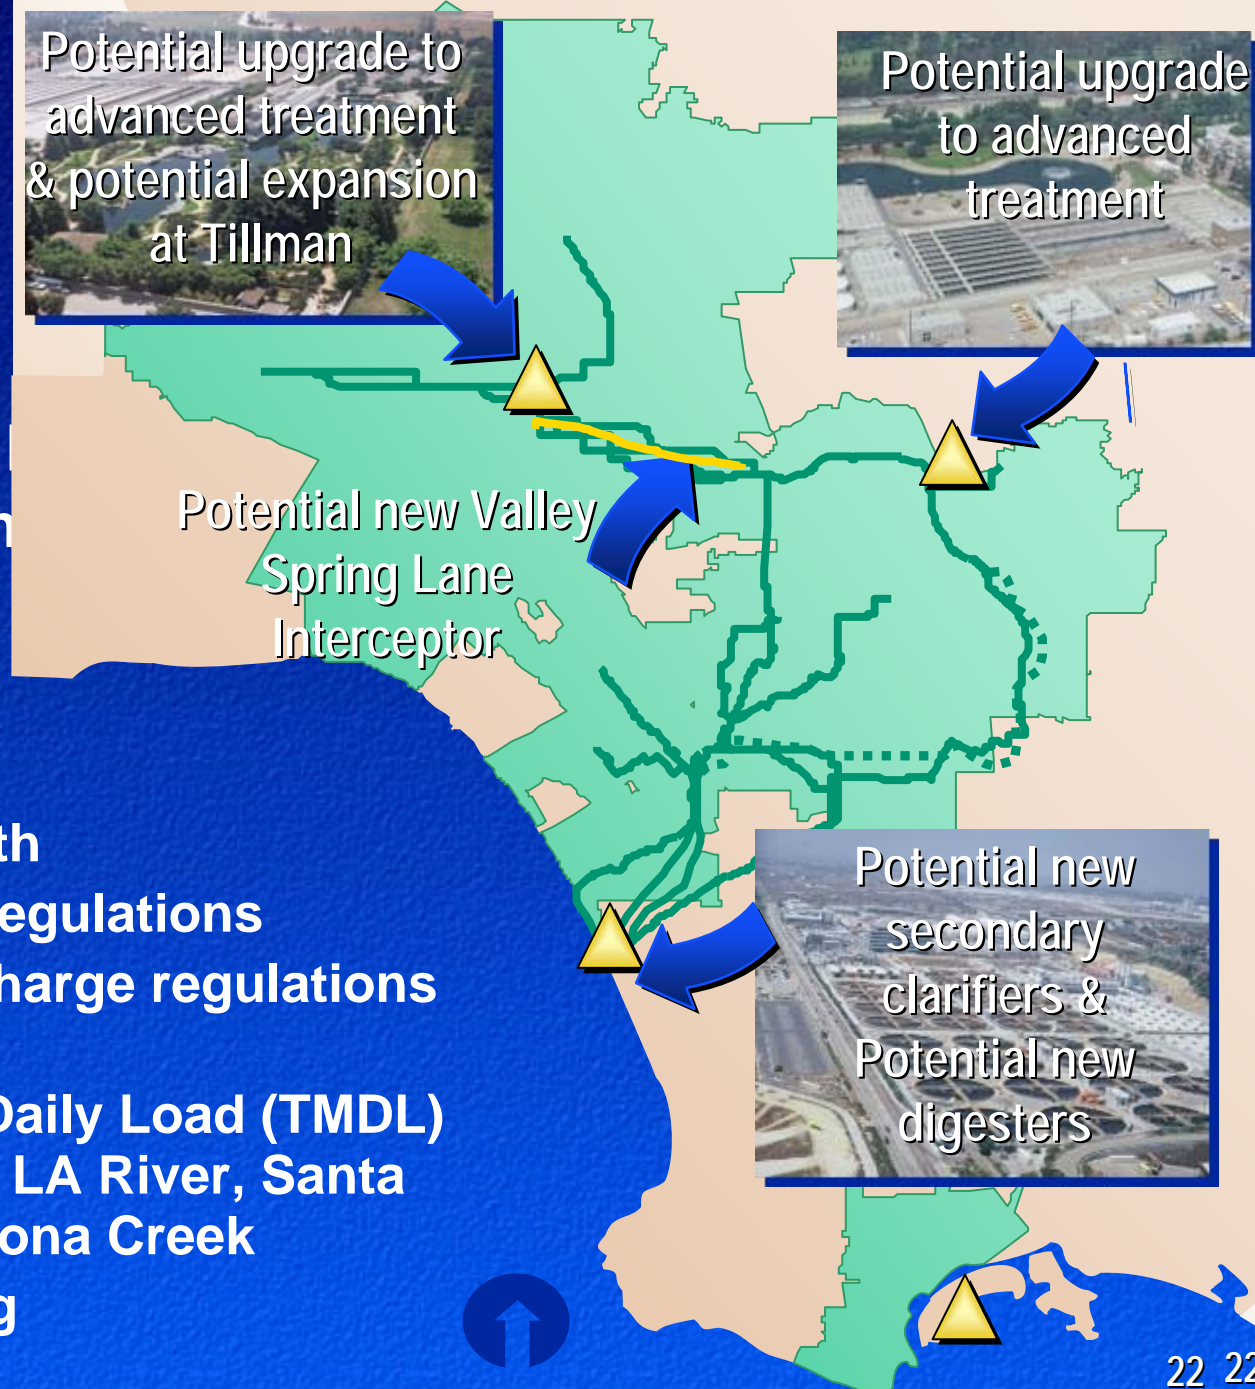 Potential upgrade to
advanced treatment
& potential expansion
at Tillman
Potential upgrade
to advanced
treatment
Potential new Valley
Spring Lane
Interceptor
th
egulations
harge regulations
Daily Load (TMDL)
LA River, Santa
ona Creek
g
Potential new
secondary
clarifiers &
Potential new
digesters
22 22